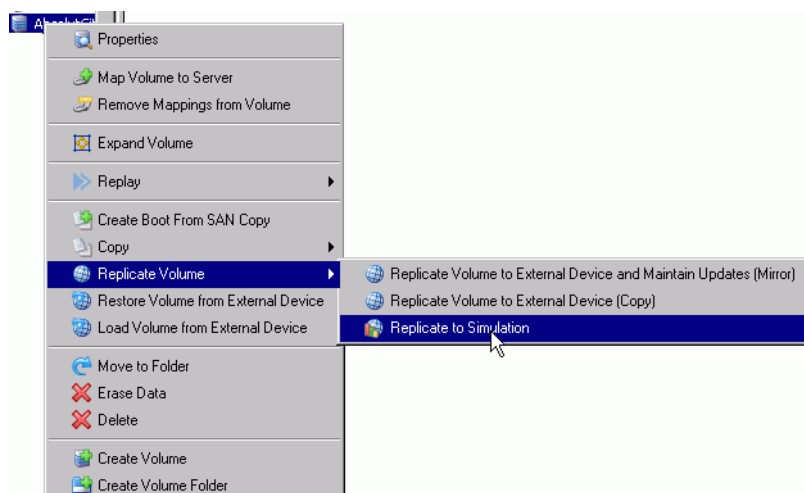 Properties
Map Volume to Server
Remove Mappings from Volume
Expand Volume
Replay
Create Boot From SAN Copy
Copy
Replicate Volume
Replicate Volume to External Device and Maintain Updates (Mirror)
Restore Volume from External Device
Replicate Volume to External Device (Copy)
Load Volume from External Device
Replicate to Simulation
Move to Folder
Erase Data
Delete
Create Volume
Create Volume Folder